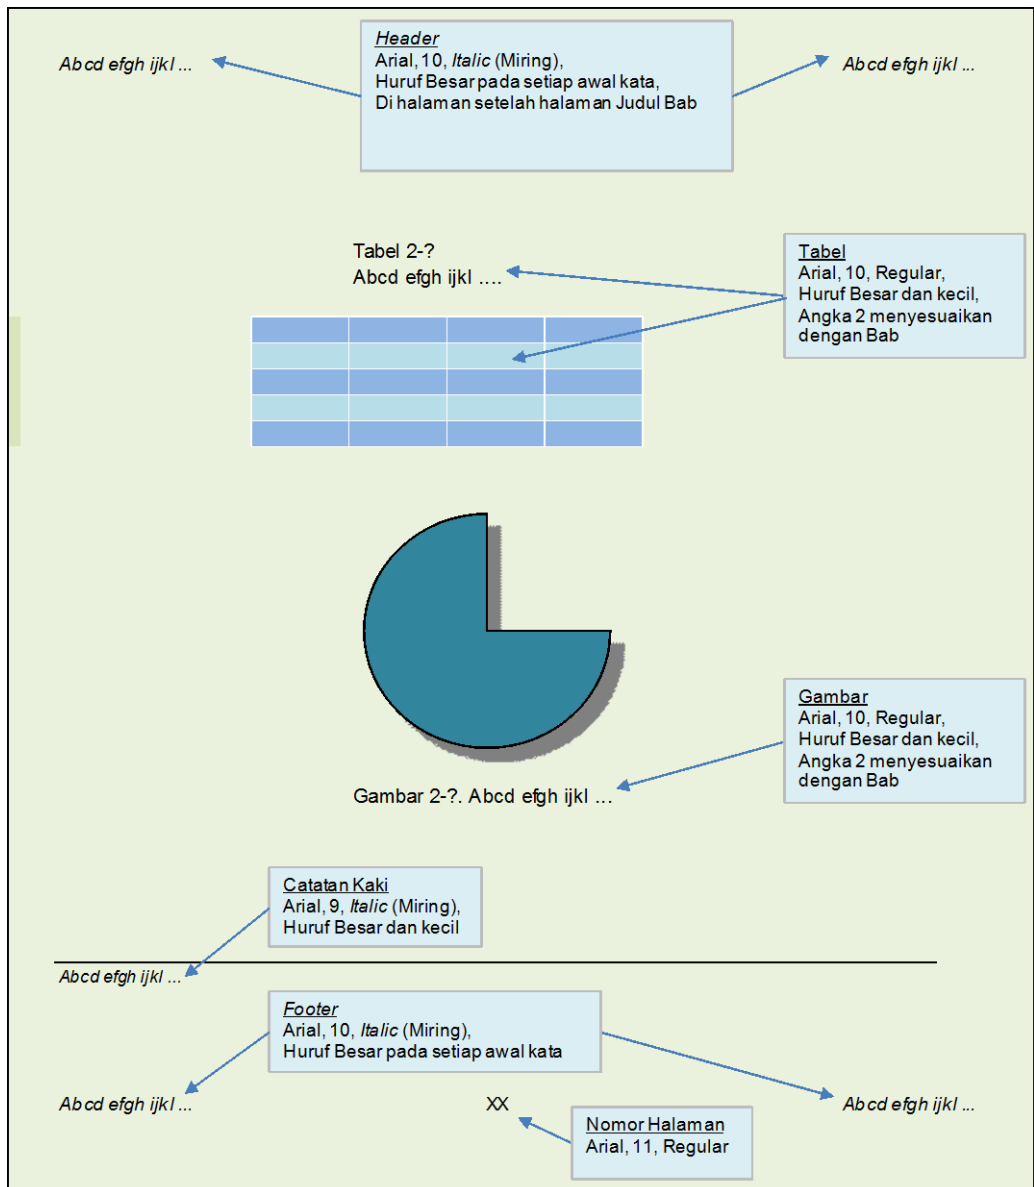 Abcd efgh ijkl ...
Header
Arial, 10, Italic (Miring),
Huruf Besar pada setiap awal kata,
Di halaman setelah halaman Judul Bab
Abcd efgh ijkl ...
Tabel 2-?
Abcd efgh ijkl ....
Tabel
Arial, 10, Regular,
Huruf Besar dan kecil,
Angka 2 menyesuaikan
dengan Bab
Gambar
Arial, 10, Regular,
Huruf Besar dan kecil,
Angka 2 menyesuaikan
dengan Bab
Gambar 2-?. Abcd efgh ijkl ...
Catatan Kaki
Arial, 9, Italic (Miring),
Huruf Besar dan kecil
Abcd efgh ijkl ...
Footer
Arial, 10, Italic (Miring),
Huruf Besar pada setiap awal kata
Abcd efgh ijkl ...
XX
Abcd efgh ijkl ...
Nomor Halaman
Arial, 11, Regular